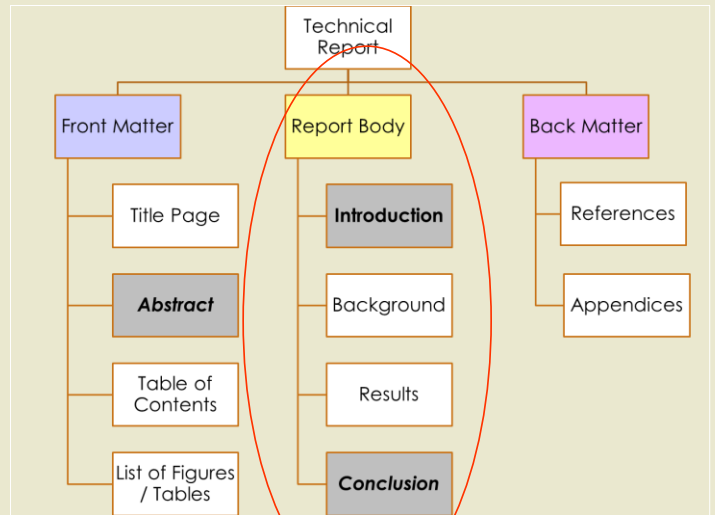 Technical
Report
Front Matter
Report Body
Back Matter
Title Page
Introduction
References
Abstract
Background
Appendices
Table of
Contents
Results
List of Figures
/ Tables
Conclusion